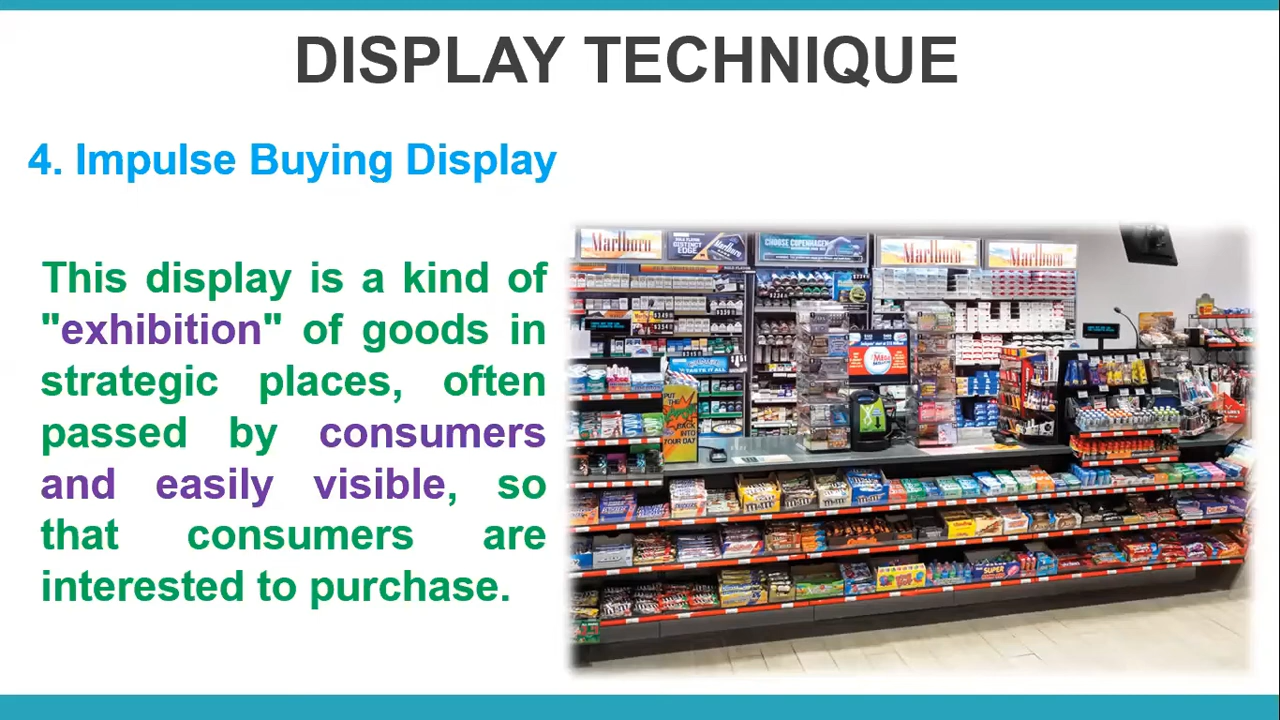 DISPLAY TECHNIQUE
4. Impulse Buying Display
This display is a kind of
"exhibition" of goods in
strategic places, often
passed by consumers
and easily visible, so
that consumers are
interested to purchase.
Marlboro
Marlboro
CHOOSE COPENHAGEN
Marlboro
Marlboro